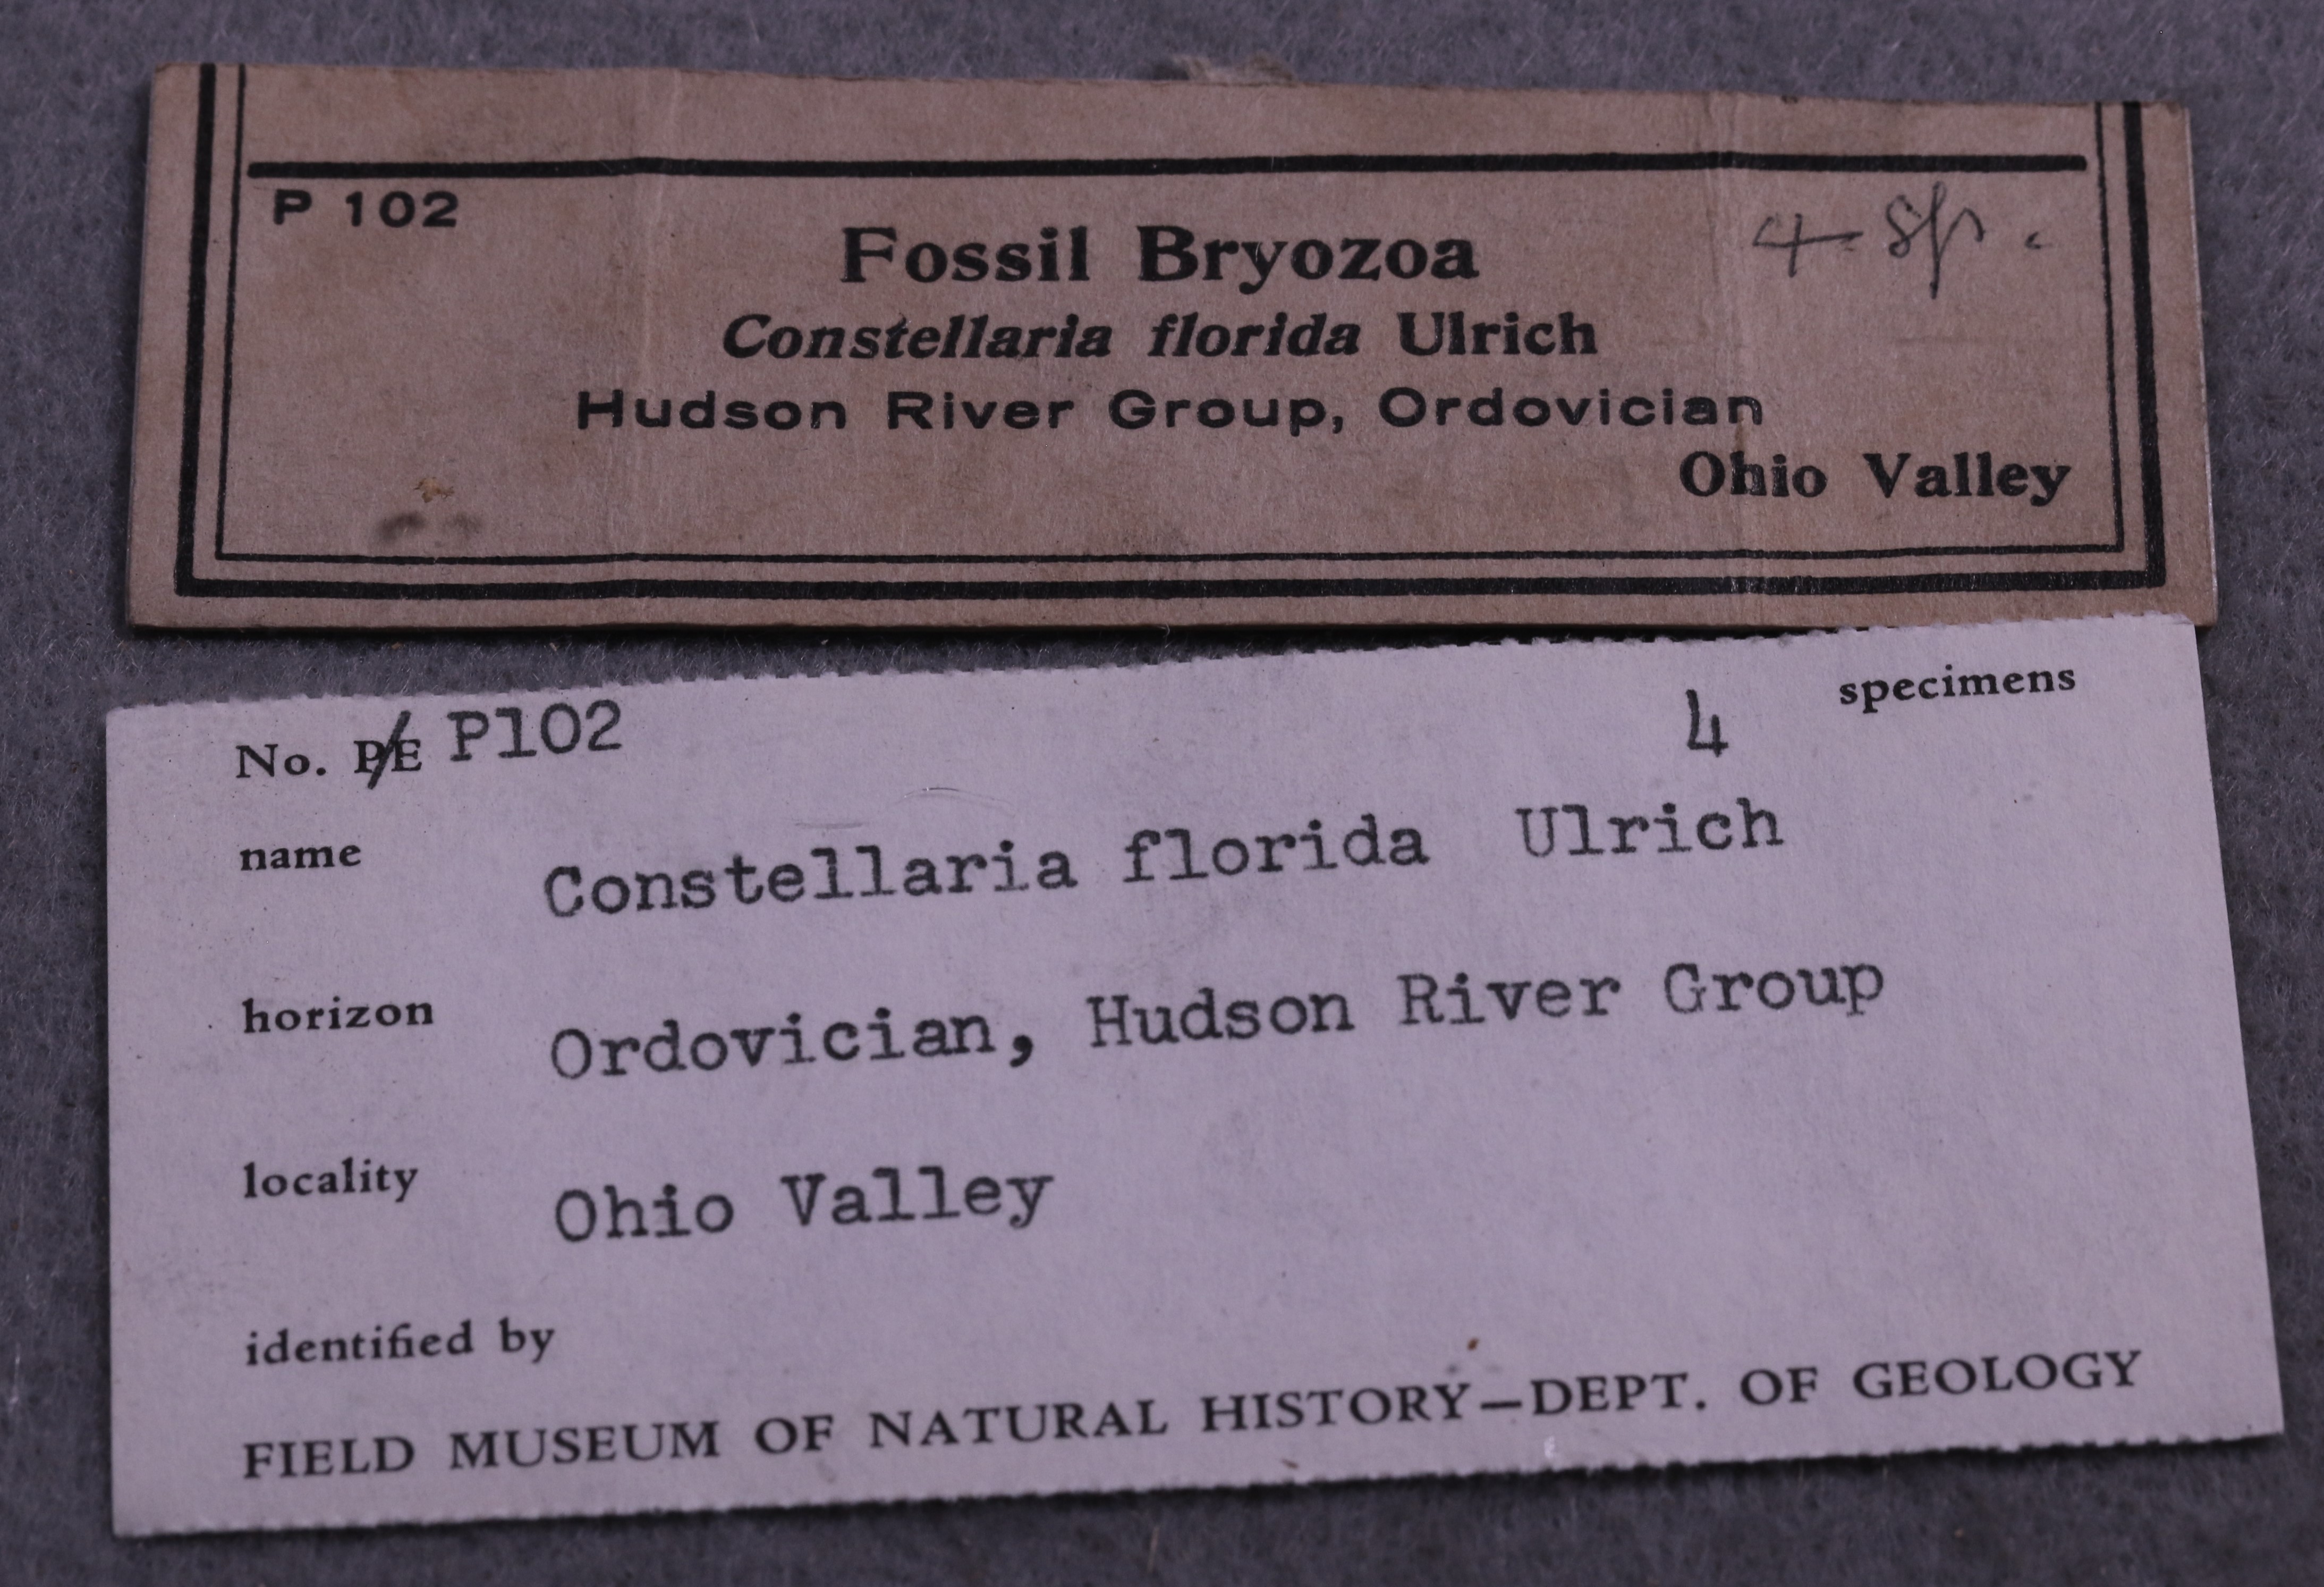 P 102
4 sp.
Fossil Bryozoa
Constellaria florida Ulrich
Hudson River Group, Ordovician
Ohio Valley
No. PE P102
4 specimens
name Constellaria florida Ulrich
horizon Ordovician, Hudson River Group
locality Ohio Valley
identified by
FIELD MUSEUM OF NATURAL HISTORY—DEPT. OF GEOLOGY